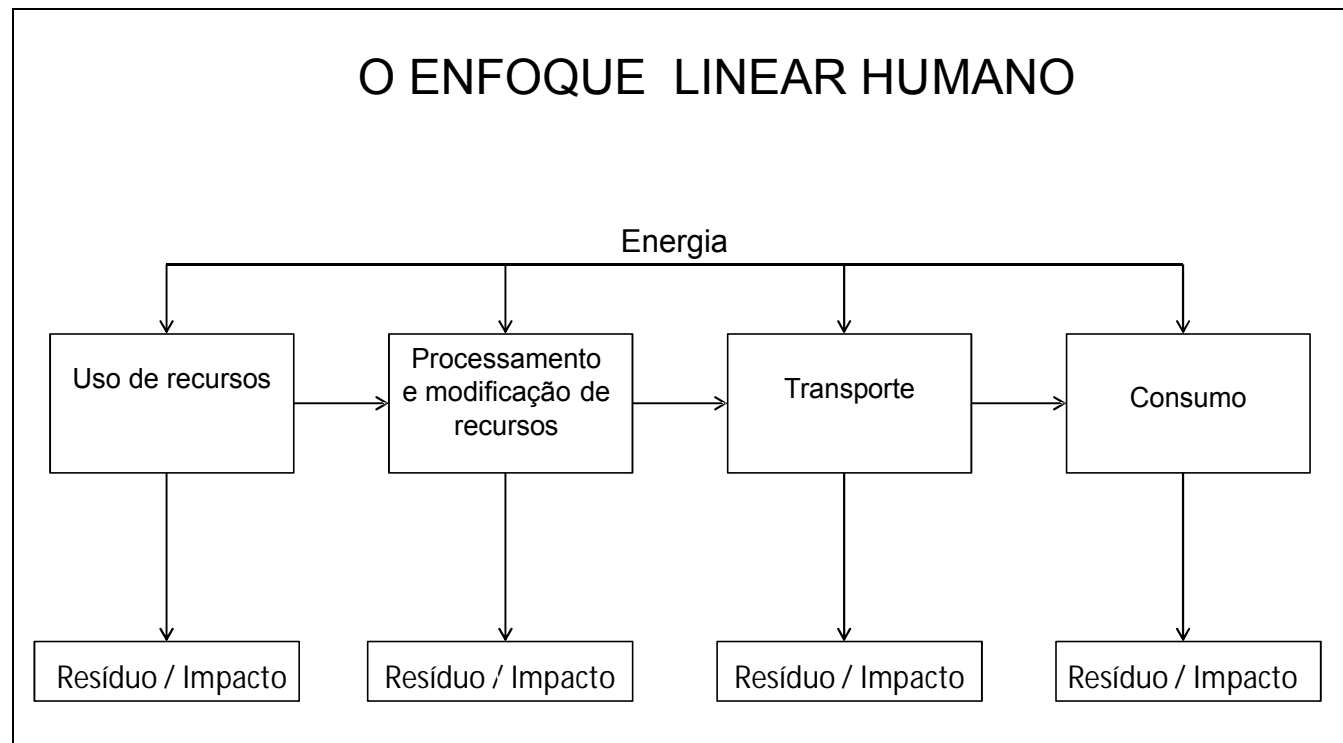 O ENFOQUE LINEAR HUMANO
Energia
Uso de recursos
Processamento
e modificação de
recursos
Transporte
Consumo
Resíduo / Impacto
Resíduo / Impacto
Resíduo / Impacto
Resíduo / Impacto